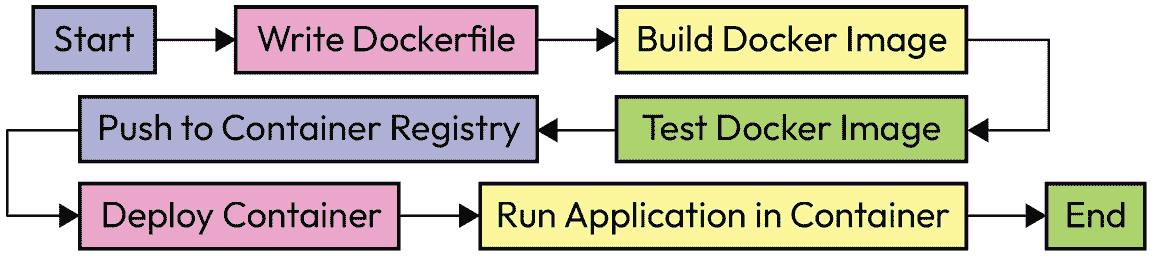 Start
Write Dockerfile
Build Docker Image
Test Docker Image
Push to Container Registry
Deploy Container
Run Application in Container
End